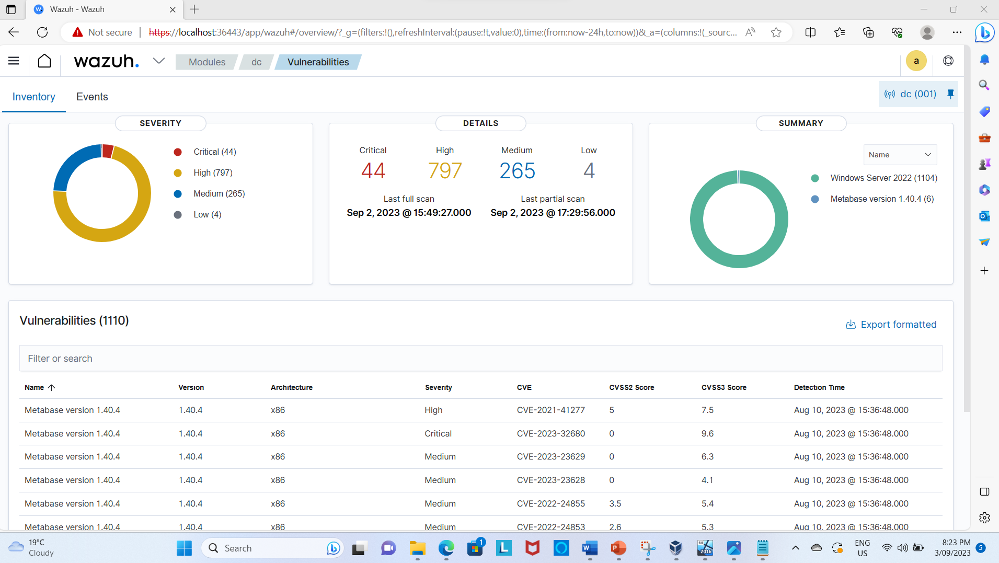 Wazuh - Wazuh
Not secure | https://localhost:36443/app/wazuh#/overview/?_g=(filters:!(),refreshInterval:(pause:!t,value:0),time:(from:now-24h,to:now))&_a=(columns:!(_sourc...
wazuh. Modules dc Vulnerabilities a
Inventory Events dc (001)
SEVERITY
Critical (44)
High (797)
Medium (265)
Low (4)
DETAILS
Critical High Medium Low
44 797 265 4
Last full scan Last partial scan
Sep 2, 2023 @ 15:49:27.000 Sep 2, 2023 @ 17:29:56.000
SUMMARY
Name
Windows Server 2022 (1104)
Metabase version 1.40.4 (6)
Vulnerabilities (1110)
Export formatted
Filter or search
Name Version Architecture Severity CVE CVSS2 Score CVSS3 Score Detection Time
Metabase version 1.40.4 1.40.4 x86 High CVE-2021-41277 5 7.5 Aug 10, 2023 @ 15:36:48.000
Metabase version 1.40.4 1.40.4 x86 Critical CVE-2023-32680 0 9.6 Aug 10, 2023 @ 15:36:48.000
Metabase version 1.40.4 1.40.4 x86 Medium CVE-2023-23629 0 6.3 Aug 10, 2023 @ 15:36:48.000
Metabase version 1.40.4 1.40.4 x86 Medium CVE-2023-23628 0 4.1 Aug 10, 2023 @ 15:36:48.000
Metabase version 1.40.4 1.40.4 x86 Medium CVE-2022-24855 3.5 5.4 Aug 10, 2023 @ 15:36:48.000
Metabase version 1.40.4 1.40.4 x86 Medium CVE-2022-24853 2.6 5.3 Aug 10, 2023 @ 15:36:48.000
19°C
Cloudy
Search
1
64
2016
ENG
US
8:23 PM
3/09/2023
5